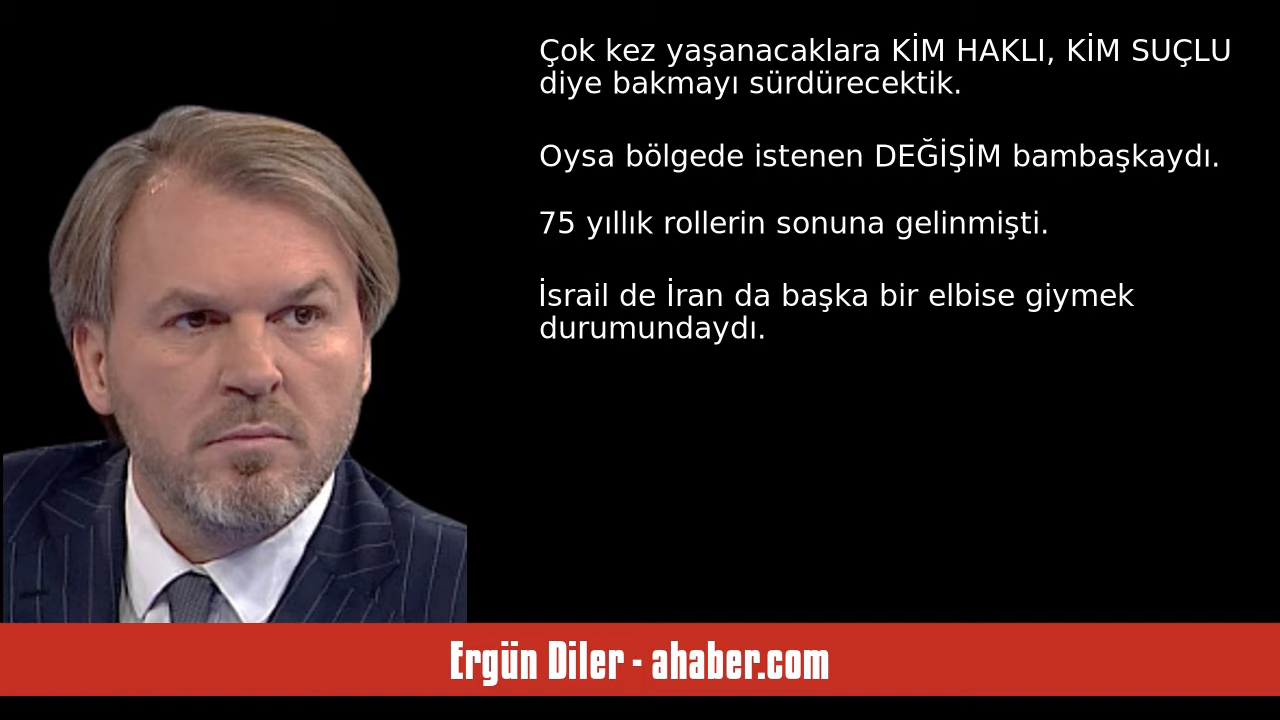 Çok kez yaşanacaklara KİM HAKLI, KİM SUÇLU
diye bakmayı sürdürecektik.
Oysa bölgede istenen DEĞİŞİM bambaşkaydı.
75 yıllık rollerin sonuna gelinmişti.
İsrail de İran da başka bir elbise giymek
durumundaydı.
Ergün Diler - ahaber.com